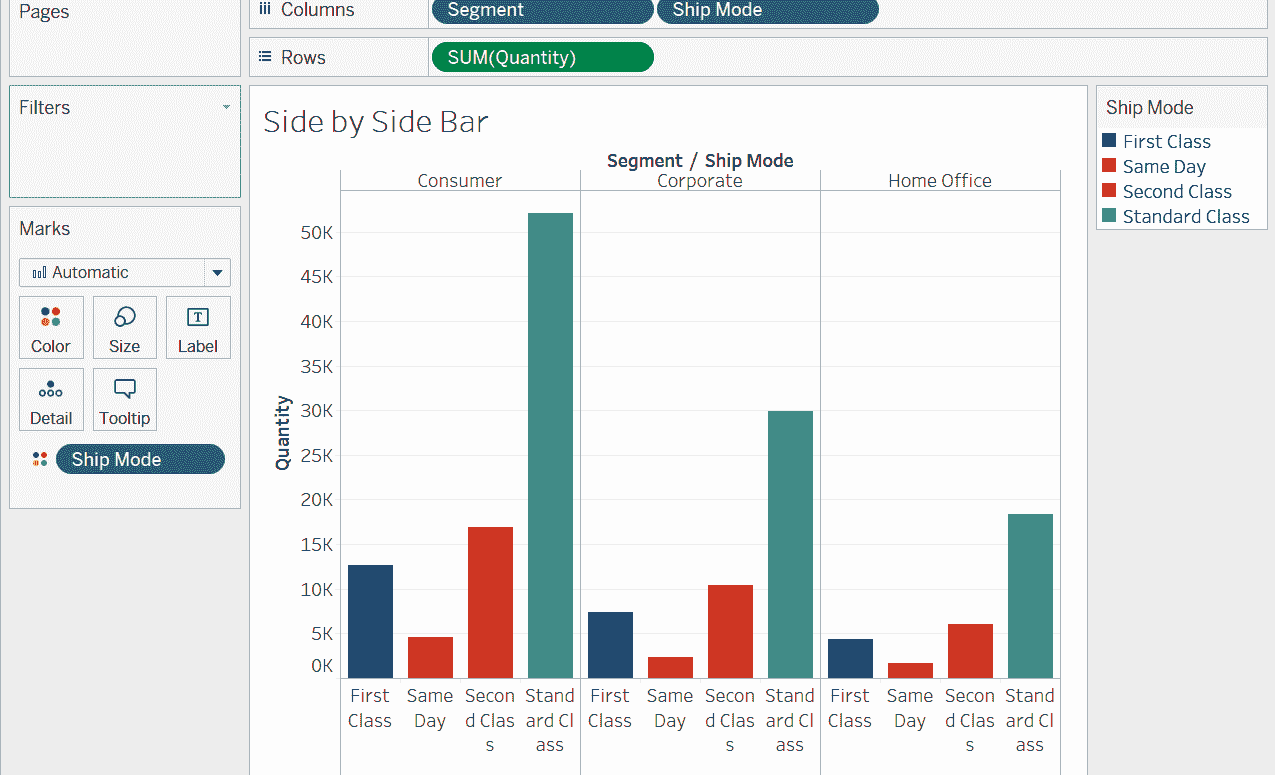 Pages
Columns Segment Ship Mode
Rows SUM(Quantity)
Filters
Marks
Automatic
Color Size Label
Detail Tooltip
Ship Mode
Side by Side Bar
Segment / Ship Mode
Consumer Corporate Home Office
Quantity
50K
45K
40K
35K
30K
25K
20K
15K
10K
5K
0K
First Same Secon Stand First Same Secon Stand First Same Secon Stand
Class Day d Clas ard Cl Class Day d Clas ard Cl Class Day d Clas ard Cl
s ass s ass s ass
Ship Mode
First Class
Same Day
Second Class
Standard Class